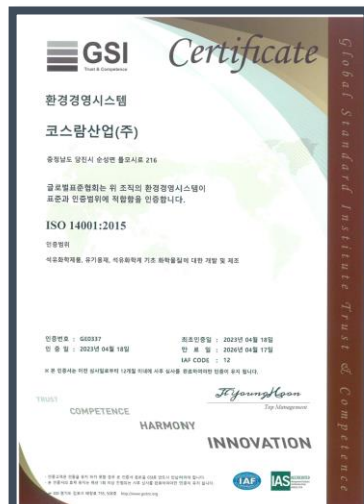 GSI
Trust & Competence
Certificate
환경경영시스템
코스람산업(주)
충청남도 당진시 순성면 틀모시로 216
글로벌표준협회는 위 조직의 환경경영시스템이
표준과 인증범위에 적합함을 인증합니다.
ISO 14001:2015
인증범위
석유화학제품, 유기용제, 석유화학계 기초 화학물질에 대한 개발 및 제조
인증번호 : GE0337
최초인증일 : 2023년 04월 18일
인 증 일 : 2023년 04월 18일
만 료 일 : 2026년 04월 17일
IAF CODE : 12
Top Management
TRUST
COMPETENCE
HARMONY
INNOVATION
IAF
IAS
Global Standard Institute Trust & Competence